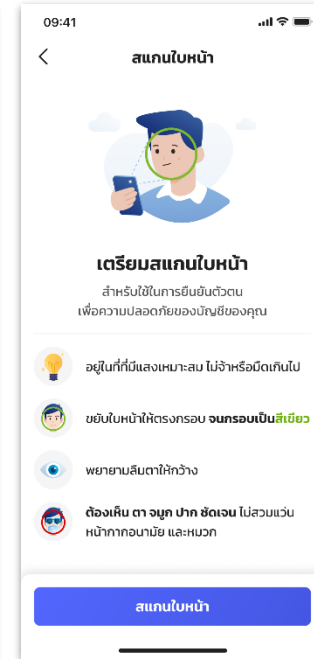 09:41
สแกนใบหน้า
เตรียมสแกนใบหน้า
สำหรับใช้ในการยืนยันตัวตน
เพื่อความปลอดภัยของบัญชีของคุณ
อยู่ในที่ที่มีแสงเหมาะสม ไม่จ้าหรือมืดเกินไป
ขยับใบหน้าให้ตรงกรอบ จนกรอบเป็นสีเขียว
พยายามลืมตาให้กว้าง
ต้องเห็น ตา จมูก ปาก ชัดเจน ไม่สวมแว่น
หน้ากากอนามัย และหมวก
สแกนใบหน้า